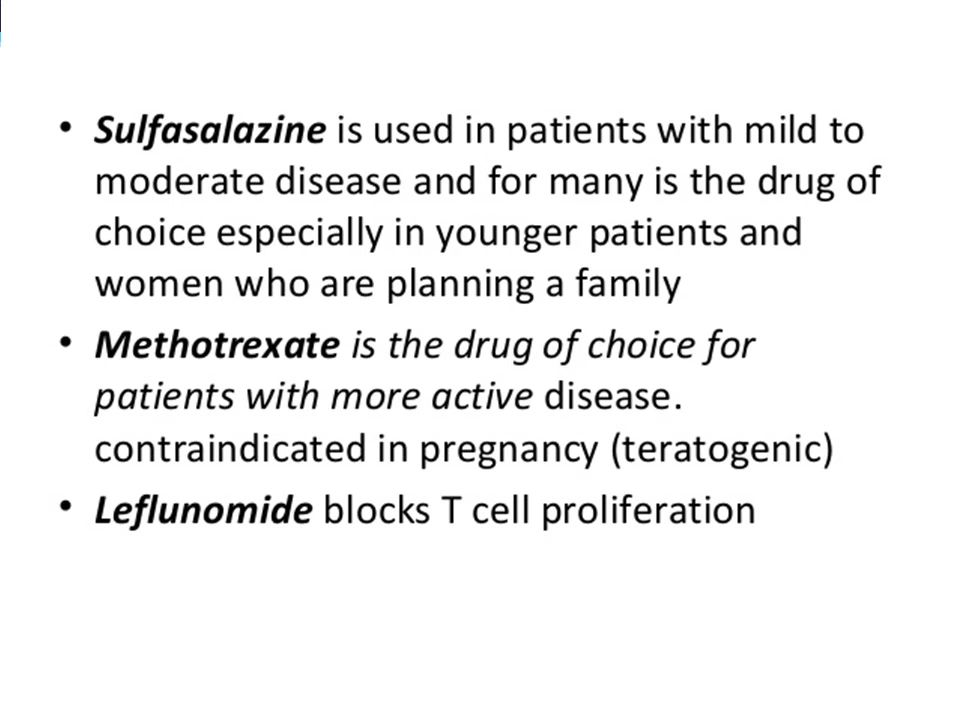 • Sulfasalazine is used in patients with mild to
moderate disease and for many is the drug of
choice especially in younger patients and
women who are planning a family
• Methotrexate is the drug of choice for
patients with more active disease.
contraindicated in pregnancy (teratogenic)
• Leflunomide blocks T cell proliferation